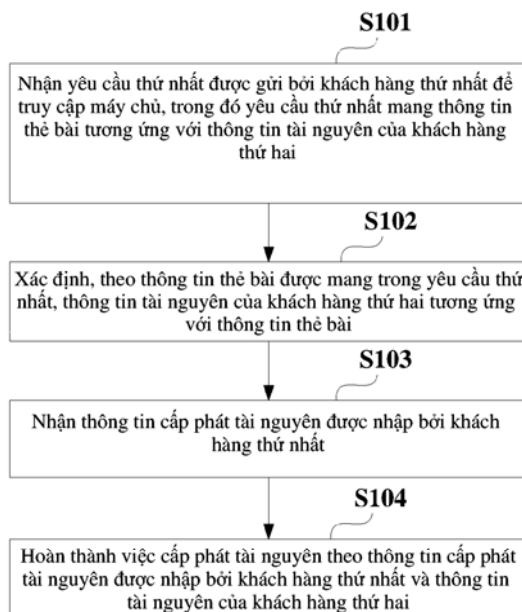 S101
Nhận yêu cầu thứ nhất được gửi bởi khách hàng thứ nhất để
truy cập máy chủ, trong đó yêu cầu thứ nhất mang thông tin
thẻ bài tương ứng với thông tin tài nguyên của khách hàng
thứ hai
S102
Xác định, theo thông tin thẻ bài được mang trong yêu cầu thứ
nhất, thông tin tài nguyên của khách hàng thứ hai tương ứng
với thông tin thẻ bài
S103
Nhận thông tin cấp phát tài nguyên được nhập bởi khách
hàng thứ nhất
S104
Hoàn thành việc cấp phát tài nguyên theo thông tin cấp phát
tài nguyên được nhập bởi khách hàng thứ nhất và thông tin
tài nguyên của khách hàng thứ hai